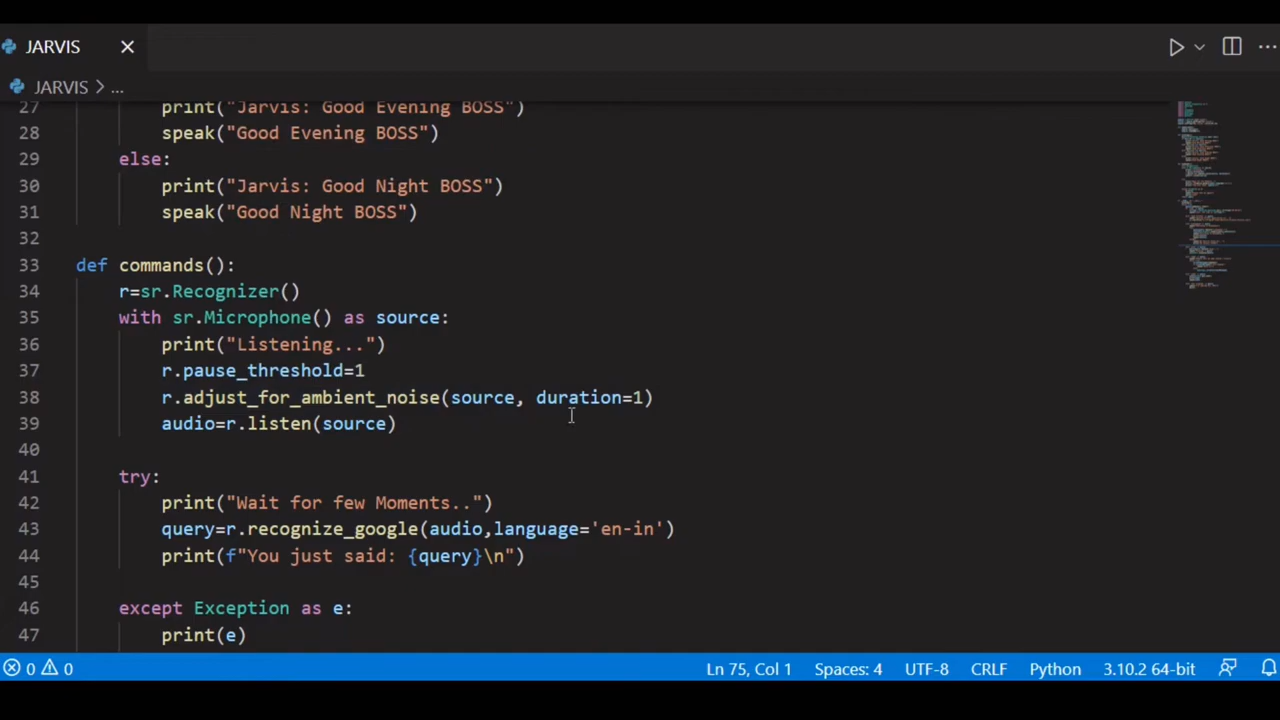 JARVIS
JARVIS > ...
27 print("Jarvis: Good Evening BOSS")
28 speak("Good Evening BOSS")
29 else:
30 print("Jarvis: Good Night BOSS")
31 speak("Good Night BOSS")
32
33 def commands():
34 r=sr.Recognizer()
35 with sr.Microphone() as source:
36 print("Listening...")
37 r.pause_threshold=1
38 r.adjust_for_ambient_noise(source, duration=1)
39 audio=r.listen(source)
40
41 try:
42 print("Wait for few Moments..")
43 query=r.recognize_google(audio,language='en-in')
44 print(f"You just said: {query}\n")
45
46 except Exception as e:
47 print(e)
0 0 Ln 75, Col 1 Spaces: 4 UTF-8 CRLF Python 3.10.2 64-bit